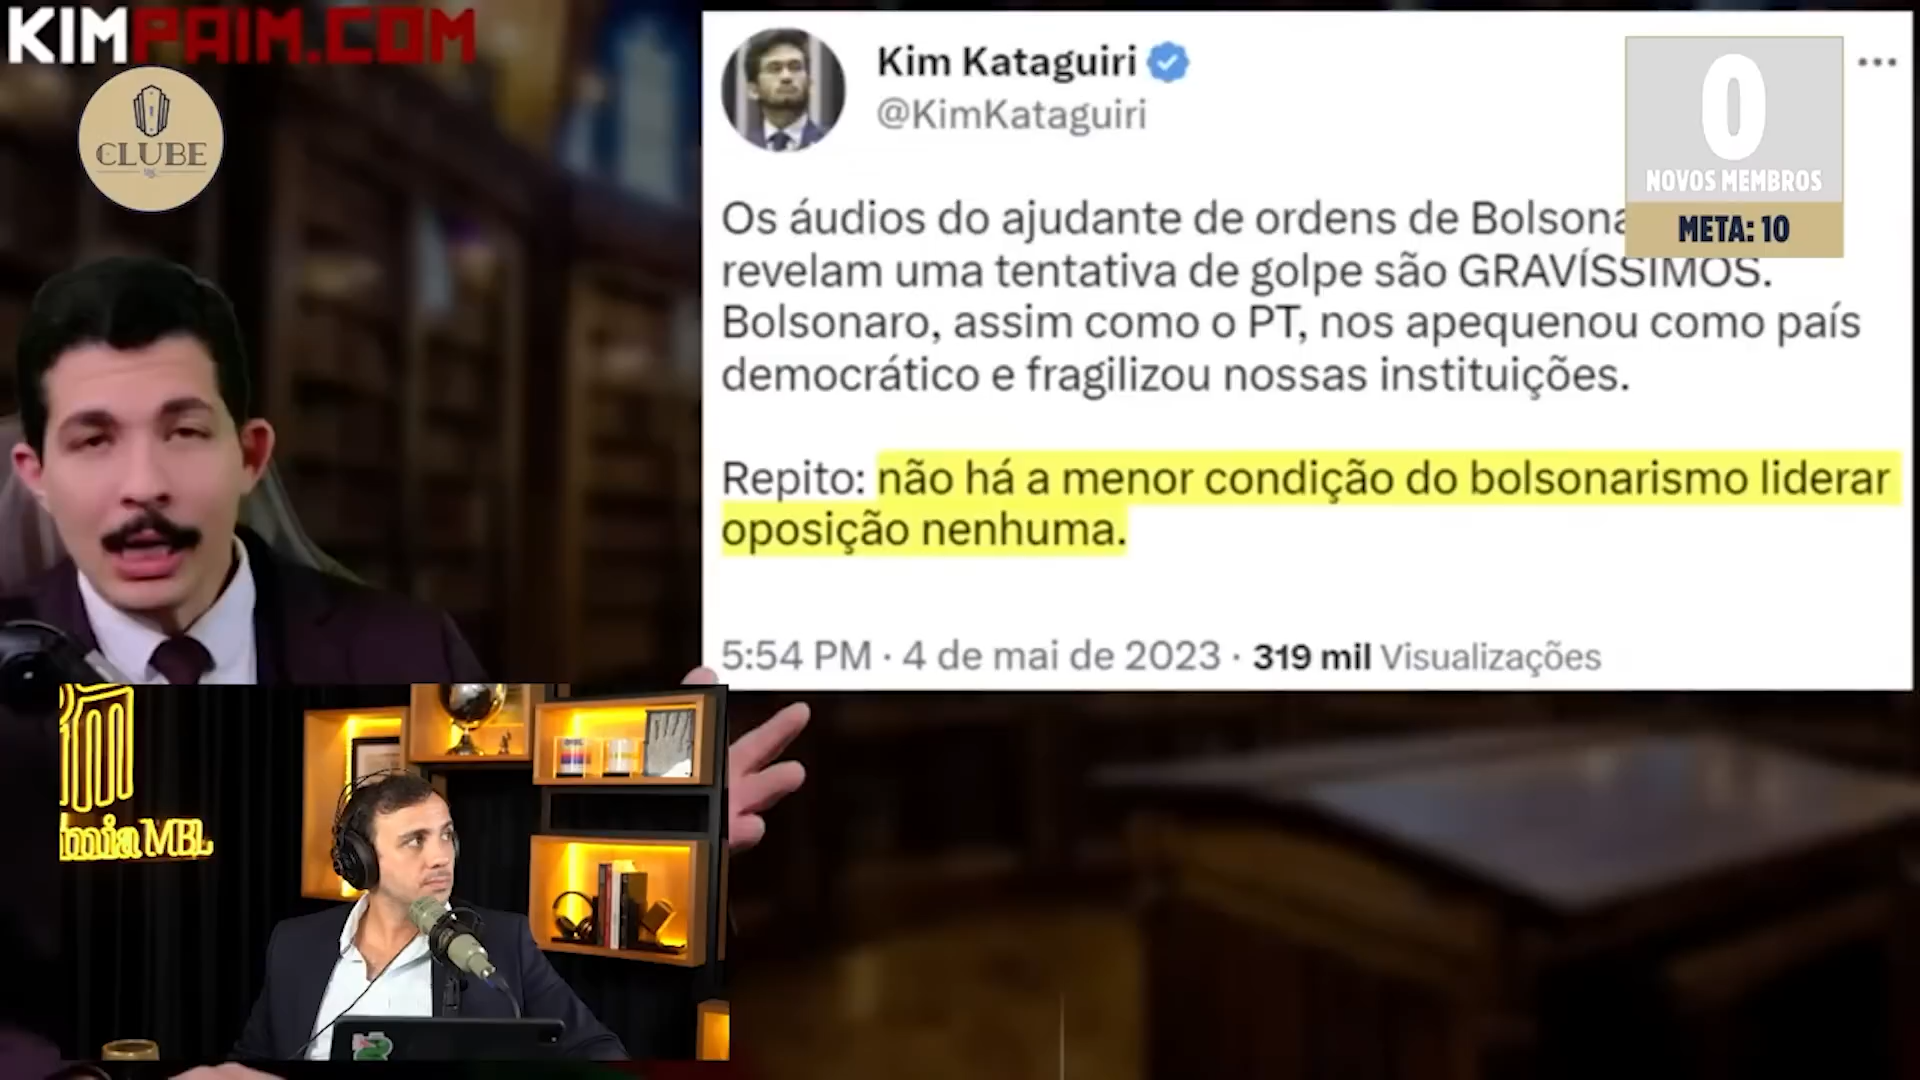 KIMPAIM.COM
CLUBE
Kim Kataguiri
@KimKataguiri
0
NOVOS MEMBROS
META: 10
Os áudios do ajudante de ordens de Bolsona
revelam uma tentativa de golpe são GRAVÍSSIMOS.
Bolsonaro, assim como o PT, nos apequenou como país
democrático e fragilizou nossas instituições.
Repito: não há a menor condição do bolsonarismo liderar
oposição nenhuma.
5:54 PM · 4 de mai de 2023 · 319 mil Visualizações
MBL